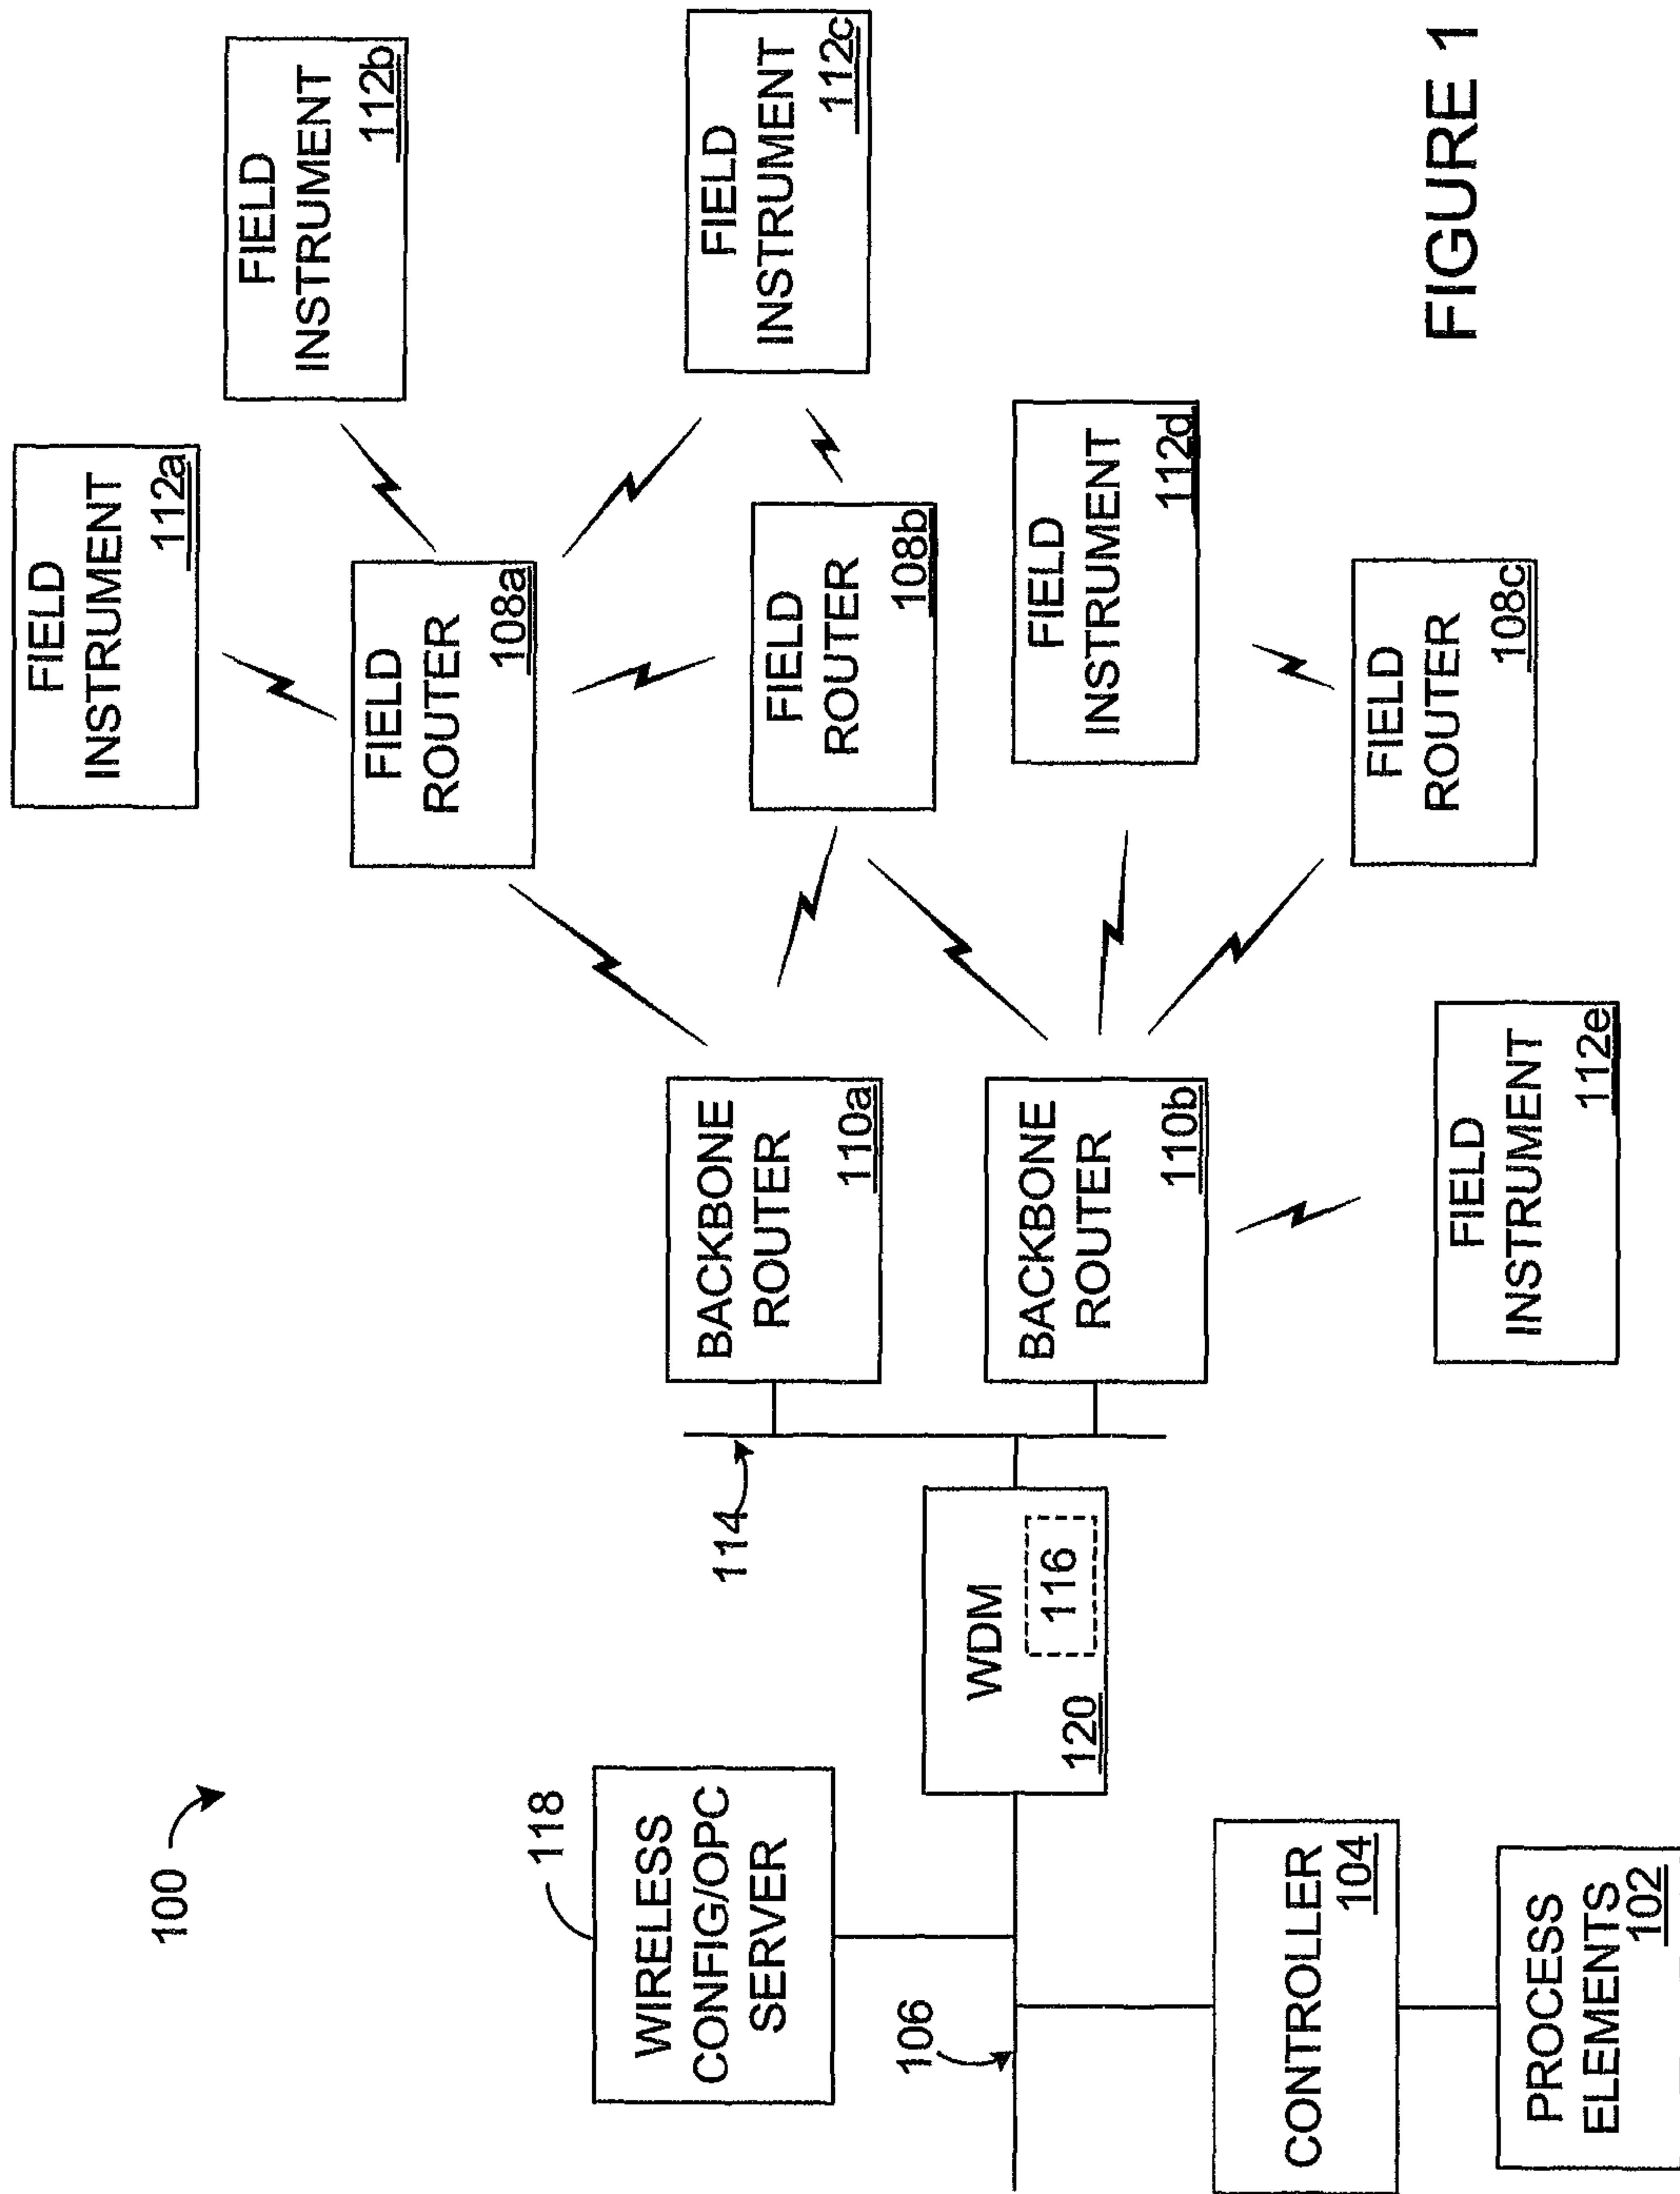 100
FIELD
INSTRUMENT
112a
FIELD
INSTRUMENT
112b
FIELD
ROUTER
108a
WIRELESS
CONFIG/OPC
SERVER
118
114
BACKBONE
ROUTER
110a
FIELD
ROUTER
108b
FIELD
INSTRUMENT
112c
106
WDM
116
120
BACKBONE
ROUTER
110b
FIELD
INSTRUMENT
112d
CONTROLLER
104
PROCESS
ELEMENTS
102
FIELD
INSTRUMENT
112e
FIELD
ROUTER
108c
FIGURE 1